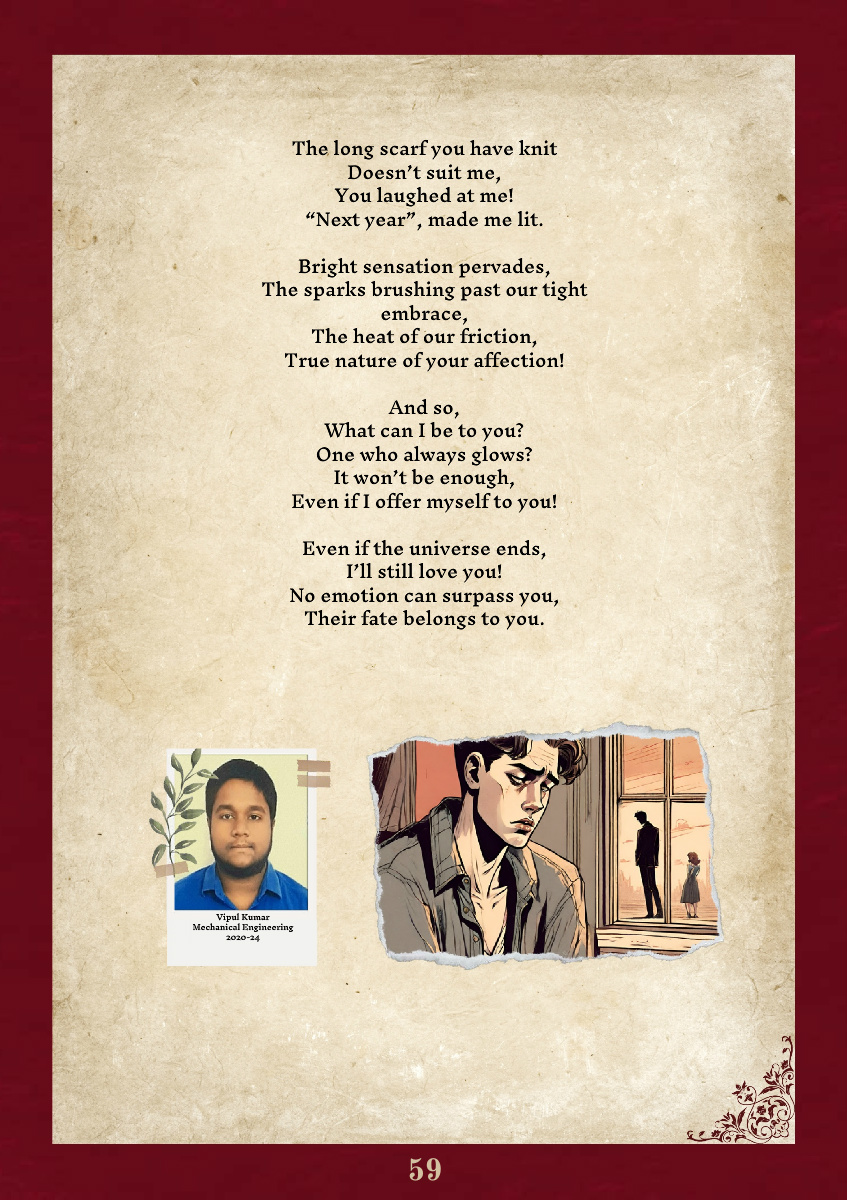 The long scarf you have knit
Doesn’t suit me,
You laughed at me!
“Next year”, made me lit.
Bright sensation pervades,
The sparks brushing past our tight
embrace,
The heat of our friction,
True nature of your affection!
And so,
What can I be to you?
One who always glows?
It won’t be enough,
Even if I offer myself to you!
Even if the universe ends,
I’ll still love you!
No emotion can surpass you,
Their fate belongs to you.
Vipul Kumar
Mechanical Engineering
2020-24
59